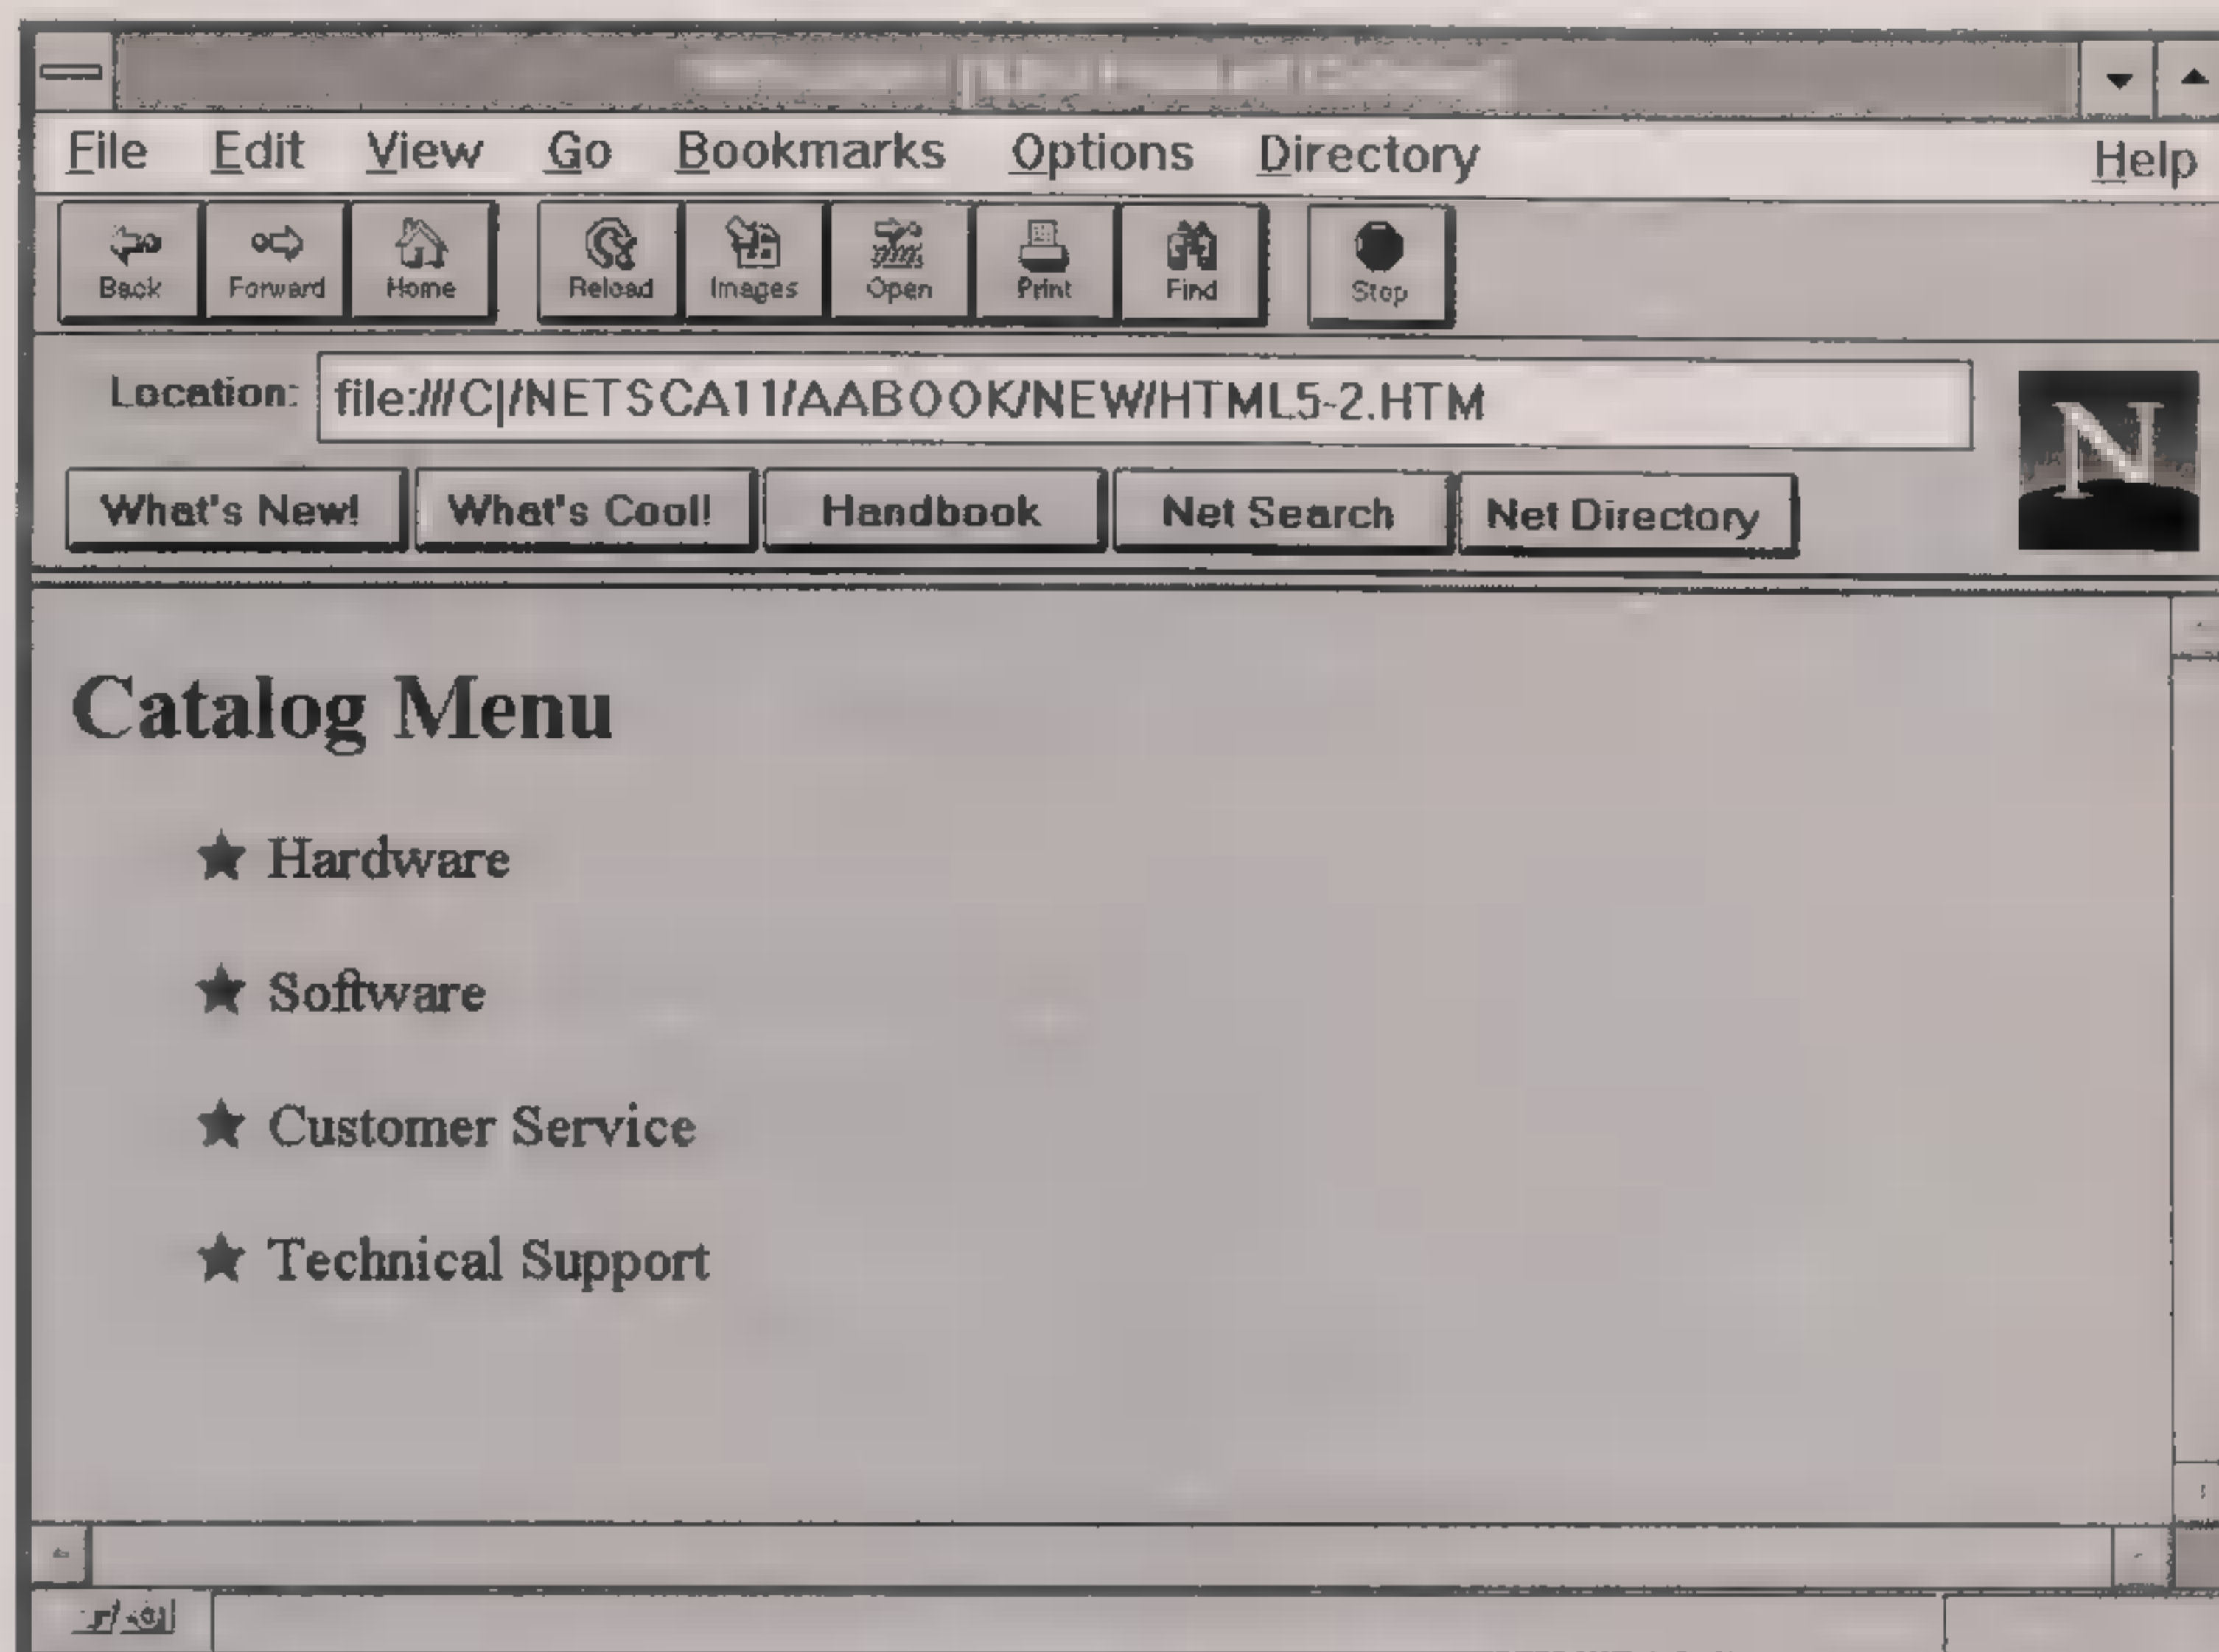 File Edit View Go Bookmarks Options Directory Help
Back Forward Home Reload Images Open Print Find Stop
Location: file:///C|/NETSCA11/AABOOK/NEW/HTML5-2.HTM
N
What's New! What's Cool! Handbook Net Search Net Directory
Catalog Menu
★ Hardware
★ Software
★ Customer Service
★ Technical Support